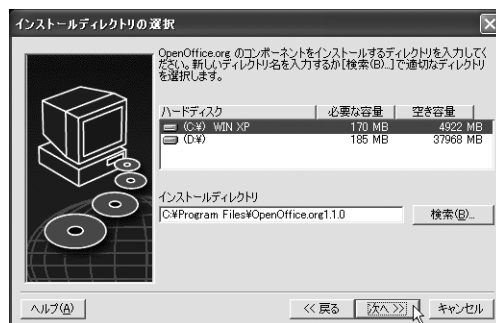 インストールディレクトリの選択
OpenOffice.org のコンポーネントをインストールするディレクトリを入力してく
ださい。新しいディレクトリ名を入力するか[検索(B)...]で適切なディレクトリ
を選択します。
ハードディスク 必要な容量 空き容量
(C:¥) WIN XP 170 MB 4922 MB
(D:¥) 185 MB 37968 MB
インストールディレクトリ
C:¥Program Files¥OpenOffice.org1.1.0 検索(B)...
ヘルプ(A) << 戻る 次へ >> キャンセル